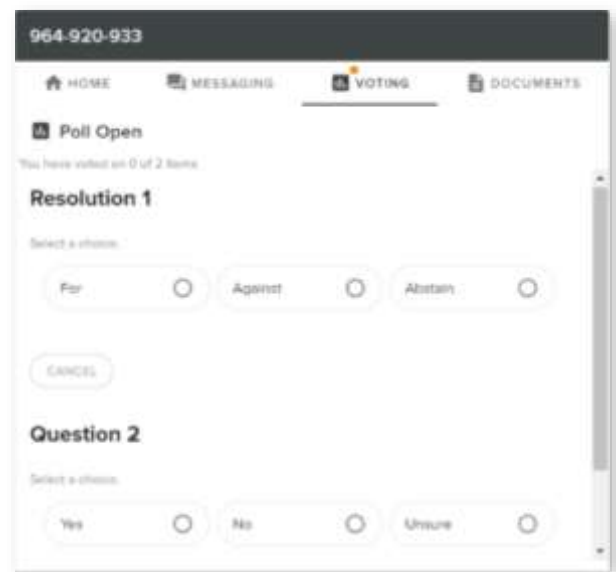 964-920-933
HOME MESSAGING VOTING DOCUMENTS
Poll Open
You have voted on 0 of 2 items
Resolution 1
Select a choice.
For Against Abstain
CANCEL
Question 2
Select a choice.
Yes No Unsure